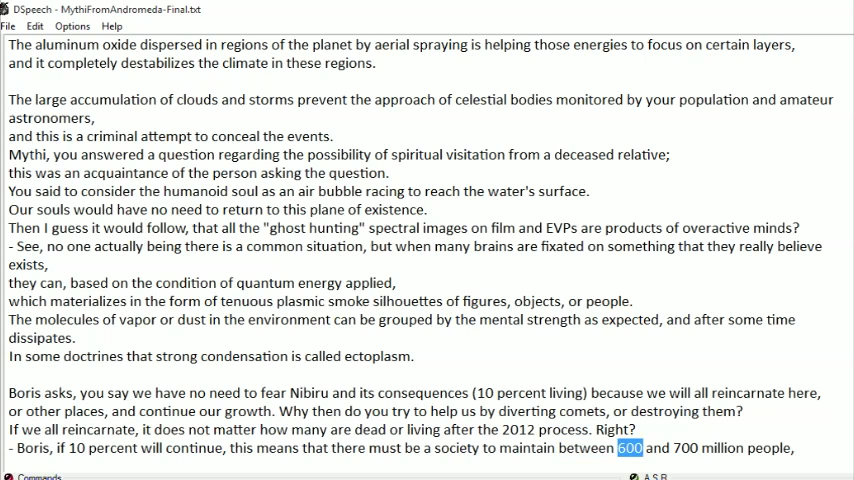 DSpeech - MythiFromAndromeda-Final.txt
File Edit Options Help
The aluminum oxide dispersed in regions of the planet by aerial spraying is helping those energies to focus on certain layers,
and it completely destabilizes the climate in these regions.
The large accumulation of clouds and storms prevent the approach of celestial bodies monitored by your population and amateur
astronomers,
and this is a criminal attempt to conceal the events.
Mythi, you answered a question regarding the possibility of spiritual visitation from a deceased relative;
this was an acquaintance of the person asking the question.
You said to consider the humanoid soul as an air bubble racing to reach the water's surface.
Our souls would have no need to return to this plane of existence.
Then I guess it would follow, that all the "ghost hunting" spectral images on film and EVPs are products of overactive minds?
- See, no one actually being there is a common situation, but when many brains are fixated on something that they really believe
exists,
they can, based on the condition of quantum energy applied,
which materializes in the form of tenuous plasmic smoke silhouettes of figures, objects, or people.
The molecules of vapor or dust in the environment can be grouped by the mental strength as expected, and after some time
dissipates.
In some doctrines that strong condensation is called ectoplasm.
Boris asks, you say we have no need to fear Nibiru and its consequences (10 percent living) because we will all reincarnate here,
or other places, and continue our growth. Why then do you try to help us by diverting comets, or destroying them?
If we all reincarnate, it does not matter how many are dead or living after the 2012 process. Right?
- Boris, if 10 percent will continue, this means that there must be a society to maintain between 600 and 700 million people,
Commands A.S.R.